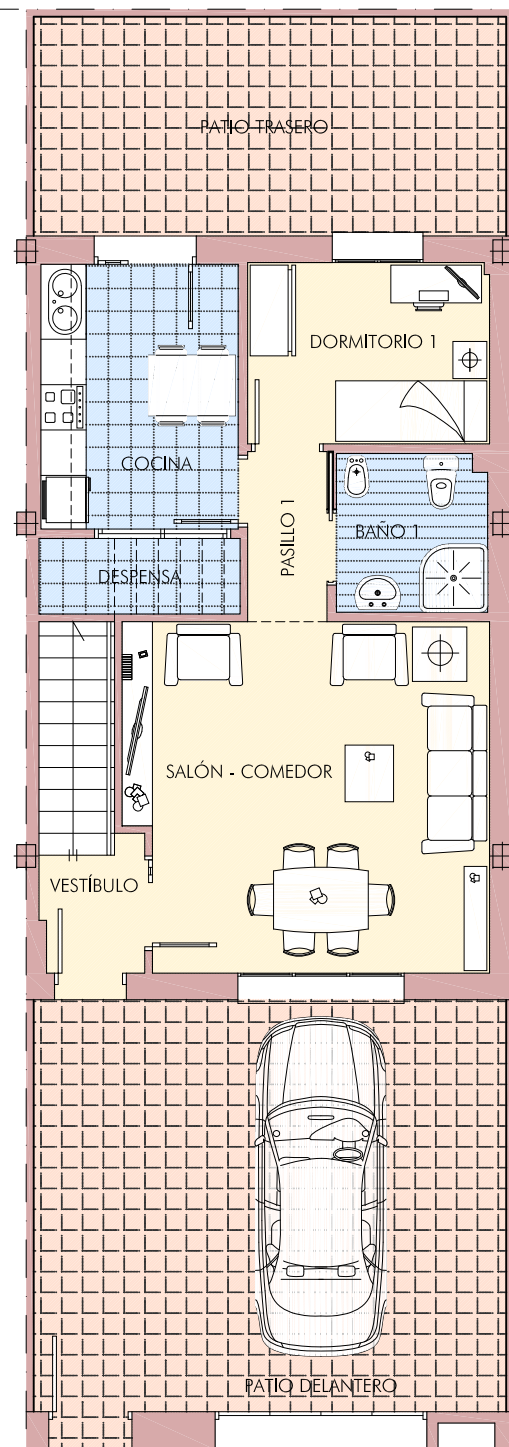 PATIO TRASERO
DORMITORIO 1
COCINA
PASILLO 1
BAÑO 1
DESPENSA
SALÓN - COMEDOR
VESTÍBULO
PATIO DELANTERO